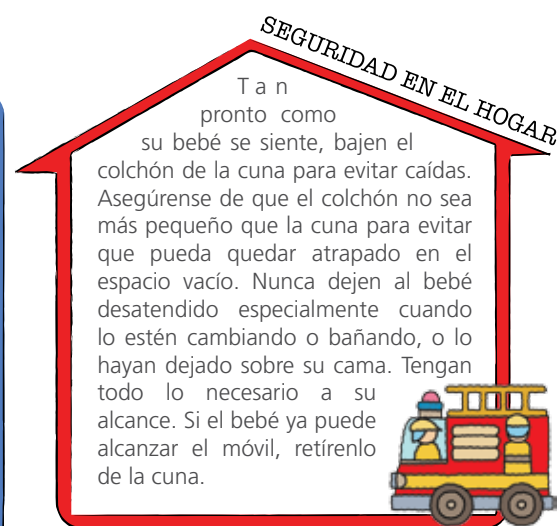 SEGURIDAD EN EL HOGAR
Tan
pronto como
su bebé se siente, bajen el
colchón de la cuna para evitar caídas.
Asegúrense de que el colchón no sea
más pequeño que la cuna para evitar
que pueda quedar atrapado en el
espacio vacío. Nunca dejen al bebé
desatendido especialmente cuando
lo estén cambiando o bañando, o lo
hayan dejado sobre su cama. Tengan
todo lo necesario a su
alcance. Si el bebé ya puede
alcanzar el móvil, retírenlo
de la cuna.